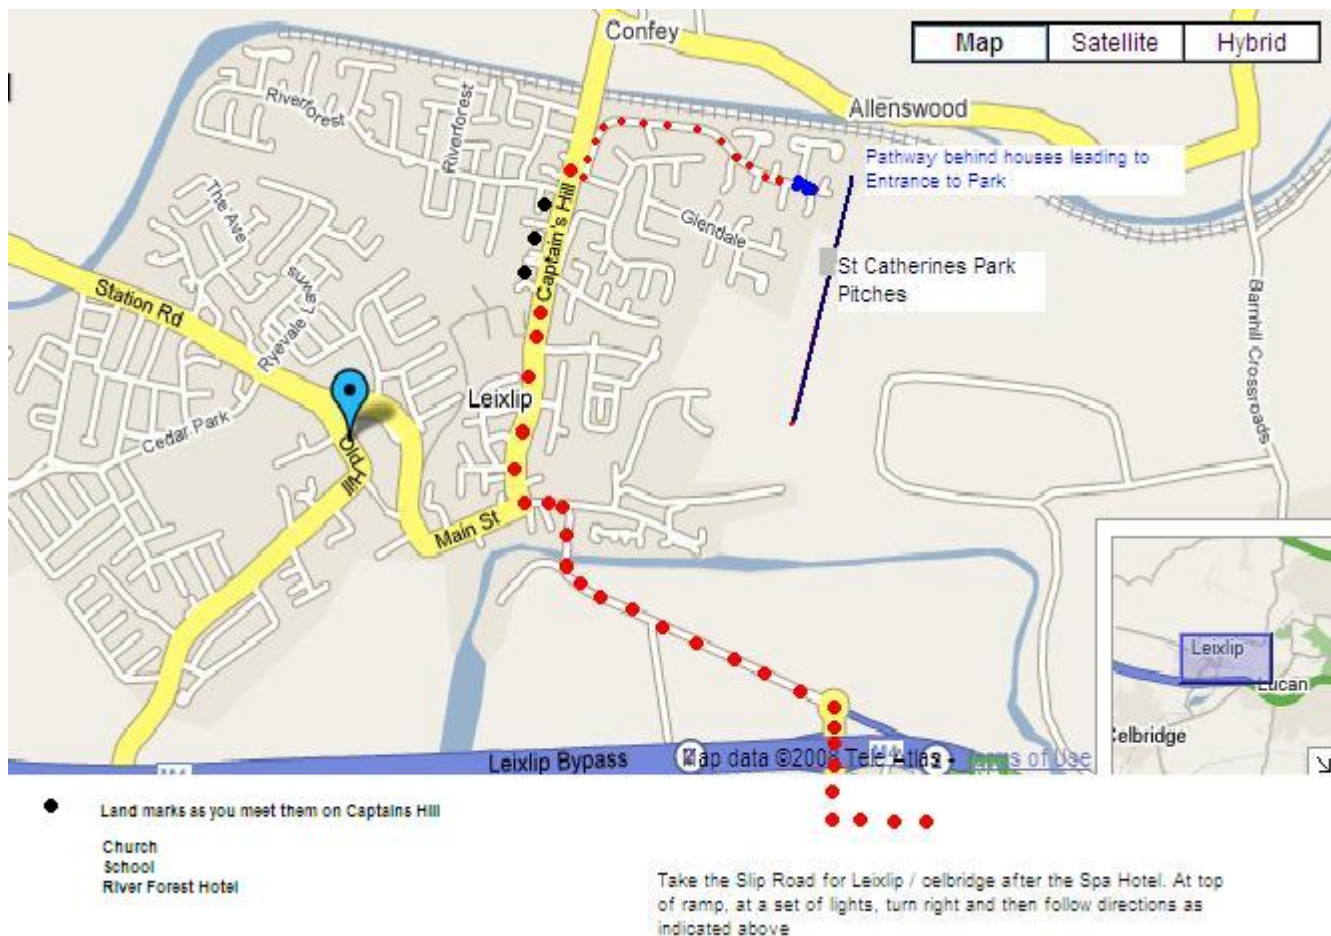 Confey
Map
Satellite
Hybrid
Riverforest
Riverforest
Allenswood
Pathway behind houses leading to
Entrance to Park
The Ave
Captain's Hill
Glendale
St Catherines Park
Pitches
Station Rd
Ryevale Lawns
Barnhill Crossroads
Leixlip
Cedar Park
Old Hill
Main St
Leixlip
Lucan
Celbridge
Leixlip Bypass
Map data ©2008 Tele Atlas - Terms of Use
M4
M4
Land marks as you meet them on Captains Hill
Church
School
River Forest Hotel
Take the Slip Road for Leixlip / celbridge after the Spa Hotel. At top
of ramp, at a set of lights, turn right and then follow directions as
indicated above